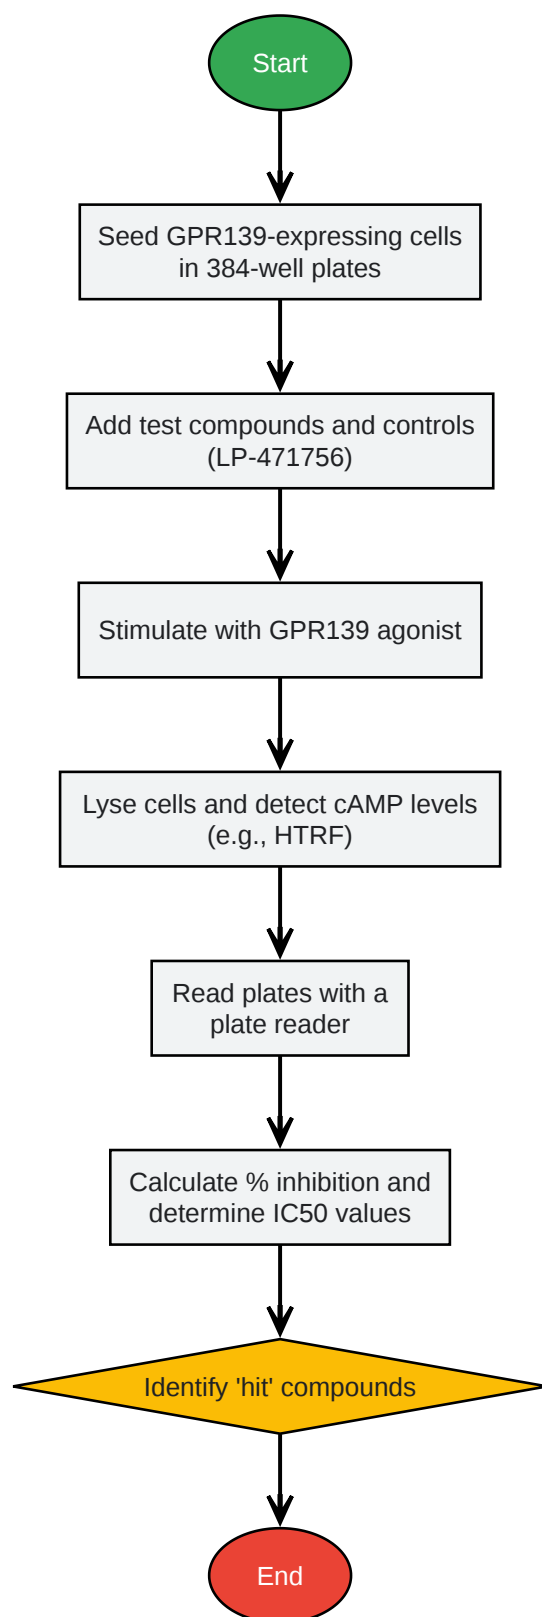 Start
Seed GPR139-expressing cells
in 384-well plates
Add test compounds and controls
(LP-471756)
Stimulate with GPR139 agonist
Lyse cells and detect cAMP levels
(e.g., HTRF)
Read plates with a
plate reader
Calculate % inhibition and
determine IC50 values
Identify 'hit' compounds
End